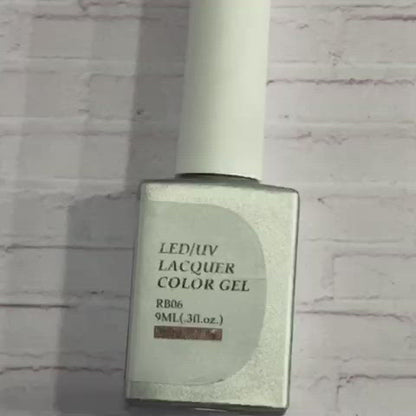 LED/UV
LACQUER
COLOR GEL
RB06
9ML(.3fl.oz.)